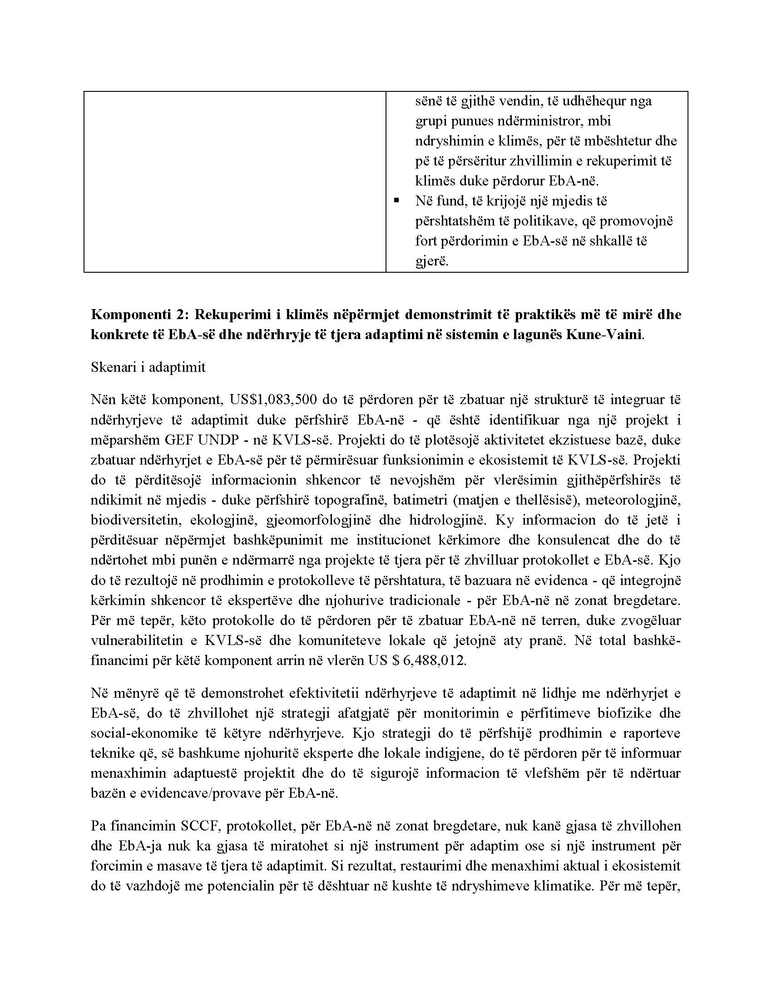 sënë të gjithë vendin, të udhëhequr nga
grupi punues ndërministror, mbi
ndryshimin e klimës, për të mbështetur dhe
pë të përsëritur zhvillimin e rekuperimit të
klimës duke përdorur EbA-në.
▪ Në fund, të krijojë një mjedis të
përshtatshëm të politikave, që promovojnë
fort përdorimin e EbA-së në shkallë të
gjerë.
Komponenti 2: Rekuperimi i klimës nëpërmjet demonstrimit të praktikës më të mirë dhe
konkrete të EbA-së dhe ndërhryje të tjera adaptimi në sistemin e lagunës Kune-Vaini.
Skenari i adaptimit
Nën këtë komponent, US$1,083,500 do të përdoren për të zbatuar një strukturë të integruar të
ndërhyrjeve të adaptimit duke përfshirë EbA-në - që është identifikuar nga një projekt i
mëparshëm GEF UNDP - në KVLS-së. Projekti do të plotësojë aktivitetet ekzistuese bazë, duke
zbatuar ndërhyrjet e EbA-së për të përmirësuar funksionimin e ekosistemit të KVLS-së. Projekti
do të përditësojë informacionin shkencor të nevojshëm për vlerësimin gjithëpërfshirës të
ndikimit në mjedis - duke përfshirë topografinë, batimetri (matjen e thellësisë), meteorologjinë,
biodiversitetin, ekologjinë, gjeomorfologjinë dhe hidrologjinë. Ky informacion do të jetë i
përditësuar nëpërmjet bashkëpunimit me institucionet kërkimore dhe konsulencat dhe do të
ndërtohet mbi punën e ndërmarrë nga projekte të tjera për të zhvilluar protokollet e EbA-së. Kjo
do të rezultojë në prodhimin e protokolleve të përshtatura, të bazuara në evidenca - që integrojnë
kërkimin shkencor të ekspertëve dhe njohurive tradicionale - për EbA-në në zonat bregdetare.
Për më tepër, këto protokolle do të përdoren për të zbatuar EbA-në në terren, duke zvogëluar
vulnerabilitetin e KVLS-së dhe komuniteteve lokale që jetojnë aty pranë. Në total bashkë-
financimi për këtë komponent arrin në vlerën US $ 6,488,012.
Në mënyrë që të demonstrohet efektivitetii ndërhyrjeve të adaptimit në lidhje me ndërhyrjet e
EbA-së, do të zhvillohet një strategji afatgjatë për monitorimin e përfitimeve biofizike dhe
social-ekonomike të këtyre ndërhyrjeve. Kjo strategji do të përfshijë prodhimin e raporteve
teknike që, së bashkume njohuritë eksperte dhe lokale indigjene, do të përdoren për të informuar
menaxhimin adaptuestë projektit dhe do të sigurojë informacion të vlefshëm për të ndërtuar
bazën e evidencave/provave për EbA-në.
Pa financimin SCCF, protokollet, për EbA-në në zonat bregdetare, nuk kanë gjasa të zhvillohen
dhe EbA-ja nuk ka gjasa të miratohet si një instrument për adaptim ose si një instrument për
forcimin e masave të tjera të adaptimit. Si rezultat, restaurimi dhe menaxhimi aktual i ekosistemit
do të vazhdojë me potencialin për të dështuar në kushte të ndryshimeve klimatike. Për më tepër,